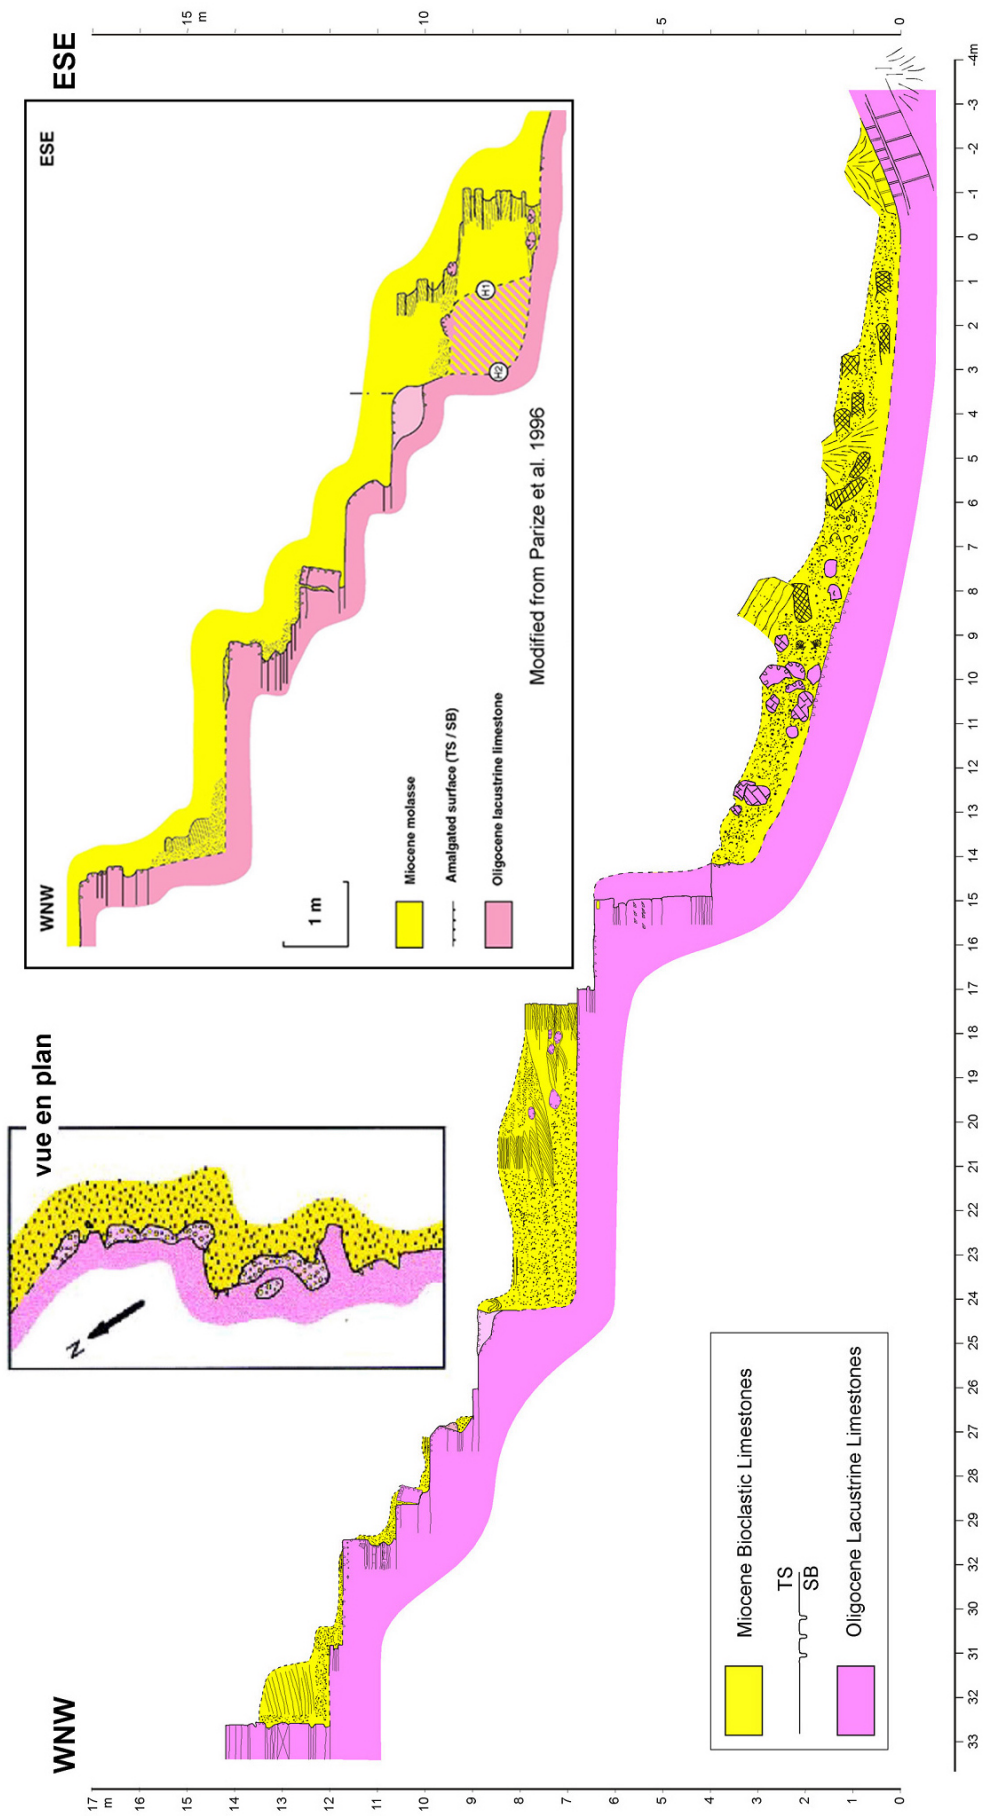 WNW
ESE
vue en plan
N
WNW
ESE
1 m
Miocene molasse
Amalgated surface (TS / SB)
Oligocene lacustrine limestone
H1
H2
Modified from Parize et al. 1996
17
m
16
15
14
13
12
11
10
9
8
7
6
5
4
3
2
1
0
15
m
10
5
0
Miocene Bioclastic Limestones
TS
SB
Oligocene Lacustrine Limestones
33 32 31 30 32 29 28 27 26 25 24 23 22 21 20 19 18 17 16 15 14 13 12 11 10 9 8 7 6 5 4 3 2 1 0 -1 -2 -3 -4m